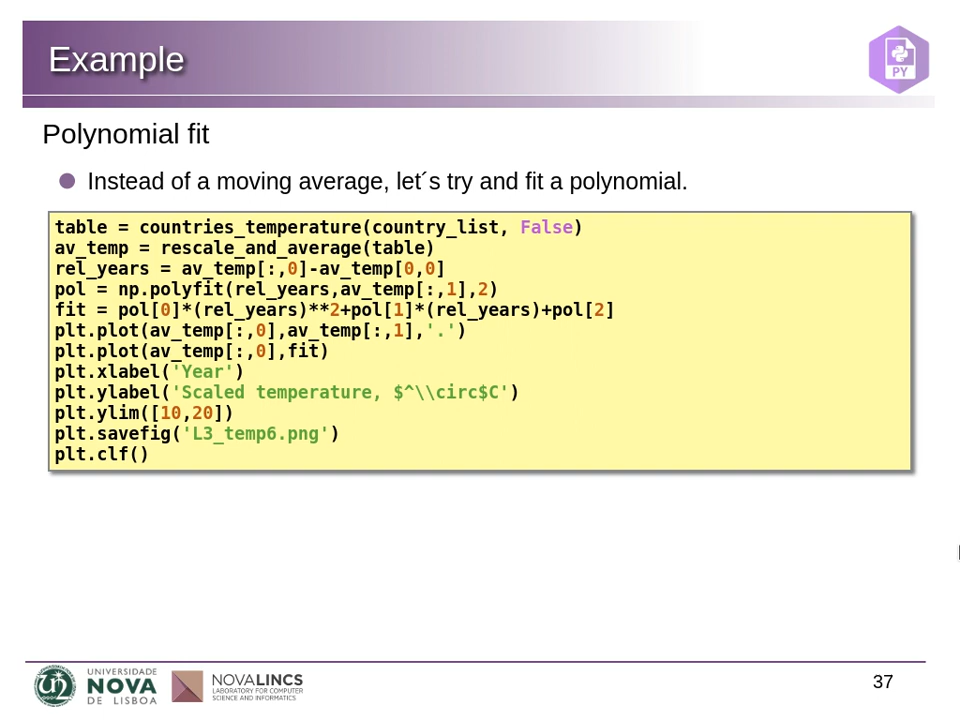 Example
PY
Polynomial fit
Instead of a moving average, let´s try and fit a polynomial.
table = countries_temperature(country_list, False)
av_temp = rescale_and_average(table)
rel_years = av_temp[:,0]-av_temp[0,0]
pol = np.polyfit(rel_years,av_temp[:,1],2)
fit = pol[0]*(rel_years)**2+pol[1]*(rel_years)+pol[2]
plt.plot(av_temp[:,0],av_temp[:,1],'.')
plt.plot(av_temp[:,0],fit)
plt.xlabel('Year')
plt.ylabel('Scaled temperature, $^\\circ$C')
plt.ylim([10,20])
plt.savefig('L3_temp6.png')
plt.clf()
UNIVERSIDADE
NOVA
DE LISBOA
NOVALINCS
LABORATORY FOR COMPUTER
SCIENCE AND INFORMATICS
37